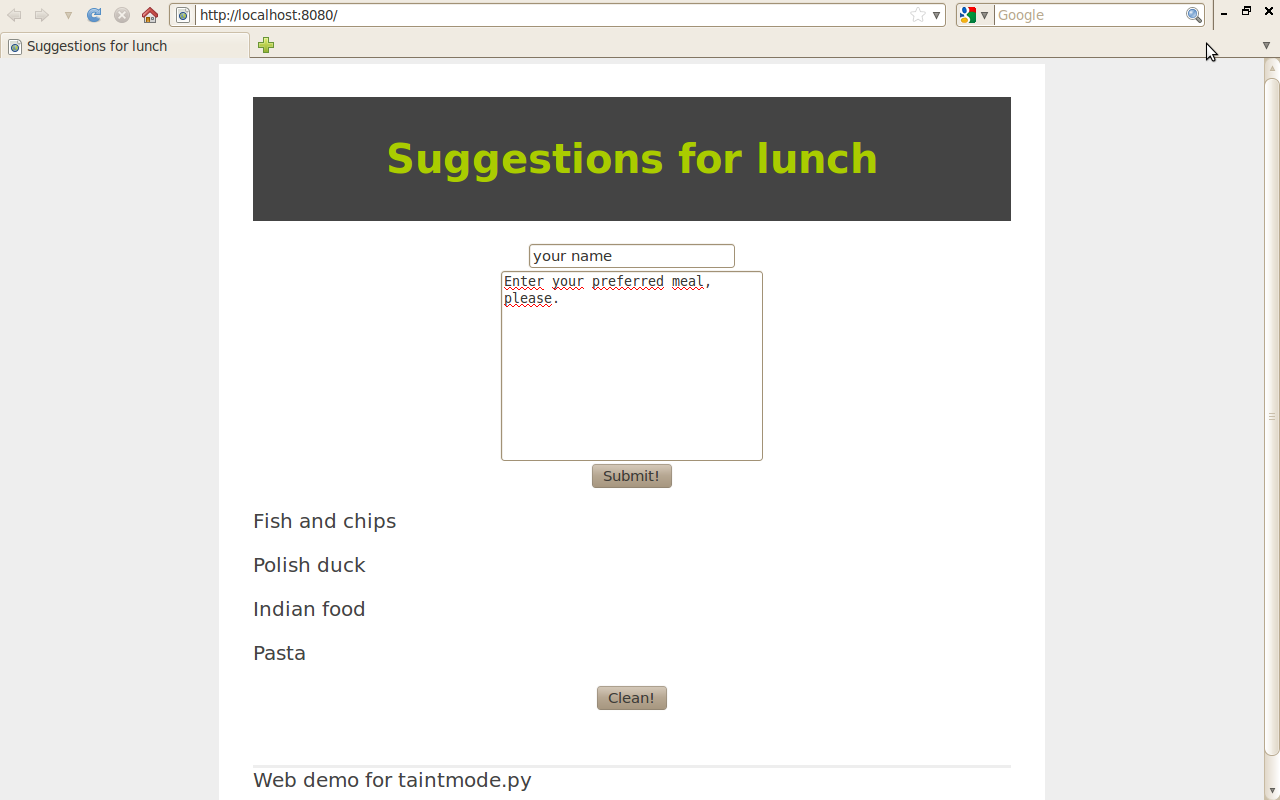 http://localhost:8080/
Google
Suggestions for lunch
Suggestions for lunch
your name
Enter your preferred meal,
please.
Submit!
Fish and chips
Polish duck
Indian food
Pasta
Clean!
Web demo for taintmode.py